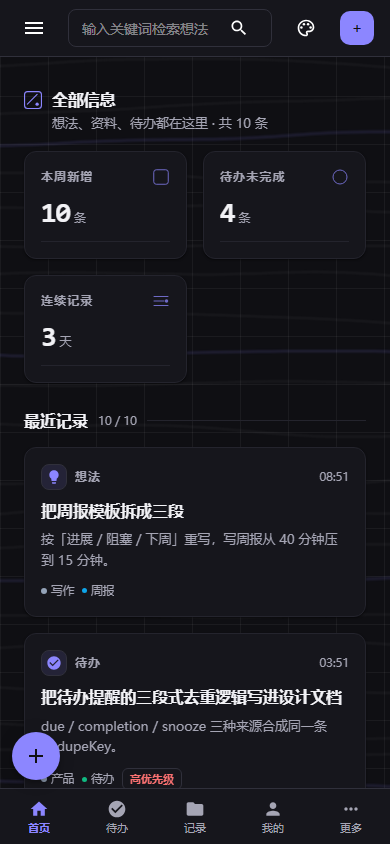 输入关键词检索想法
+
全部信息
想法、资料、待办都在这里 · 共 10 条
本周新增
10 条
待办未完成
4 条
连续记录
3 天
最近记录 10 / 10
想法 08:51
把周报模板拆成三段
按「进展 / 阻塞 / 下周」重写，写周报从 40 分钟压
到 15 分钟。
写作 周报
待办 03:51
把待办提醒的三段式去重逻辑写进设计文档
due / completion / snooze 三种来源合成同一条
dupeKey。
产品 待办 高优先级
+
首页 待办 记录 我的 更多